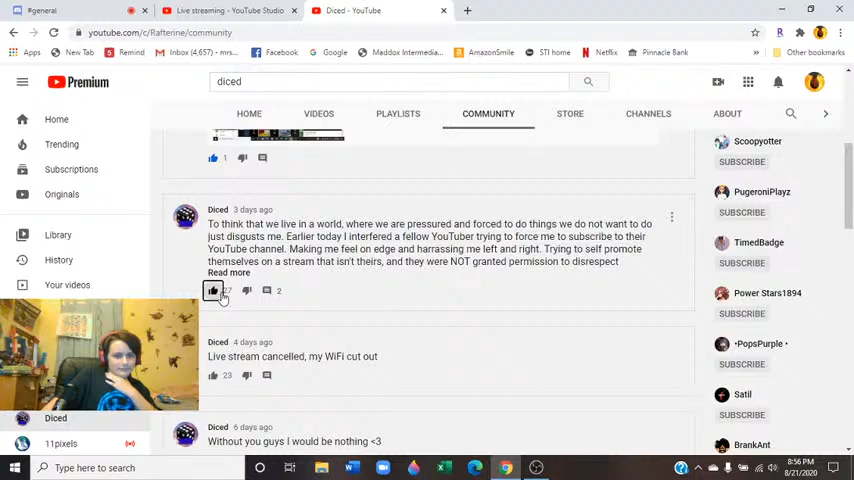 #general
Live streaming - YouTube Studio
Diced - YouTube
youtube.com/c/Rafterine/community
Apps
New Tab
Remind
Inbox (4,657) - mrs...
Facebook
Google
Maddox Intermedia...
AmazonSmile
STI home
Netflix
Pinnacle Bank
Other bookmarks
Premium
diced
HOME
VIDEOS
PLAYLISTS
COMMUNITY
STORE
CHANNELS
ABOUT
Home
Trending
Subscriptions
Originals
Library
History
Your videos
Diced
11pixels
1
Diced 3 days ago
To think that we live in a world, where we are pressured and forced to do things we do not want to do
just disgusts me. Earlier today I interfered a fellow YouTuber trying to force me to subscribe to their
YouTube channel. Making me feel on edge and harrassing me left and right. Trying to self promote
themselves on a stream that isn't theirs, and they were NOT granted permission to disrespect
Read more
27 2
Diced 4 days ago
Live stream cancelled, my WiFi cut out
23
Diced 6 days ago
Without you guys I would be nothing <3
Scoopyotter
SUBSCRIBE
PugeroniPlayz
SUBSCRIBE
TimedBadge
SUBSCRIBE
Power Stars1894
SUBSCRIBE
•PopsPurple •
SUBSCRIBE
Satil
SUBSCRIBE
BrankAnt
Type here to search
8:56 PM
8/21/2020